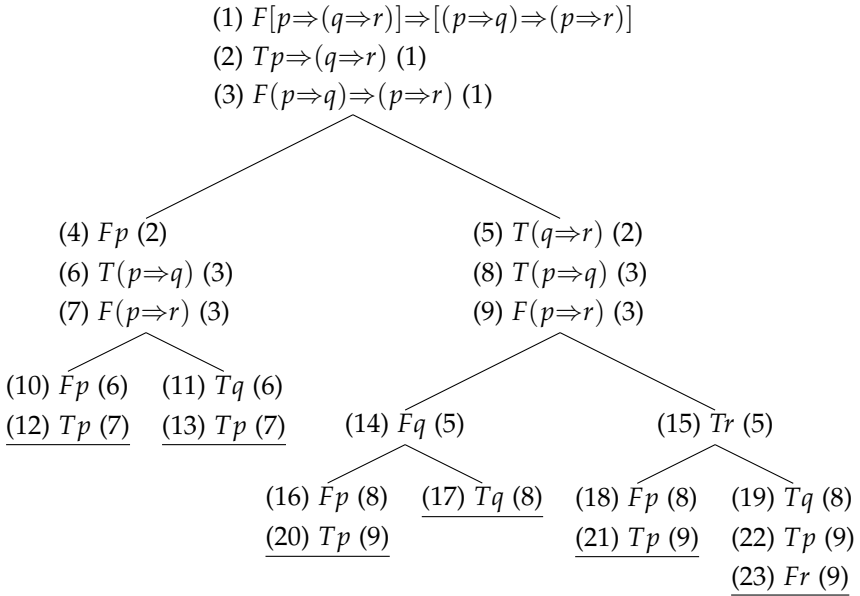 (1) F[p⇒(q⇒r)]⇒[(p⇒q)⇒(p⇒r)]
(2) Tp⇒(q⇒r) (1)
(3) F(p⇒q)⇒(p⇒r) (1)
(4) Fp (2) (5) T(q⇒r) (2)
(6) T(p⇒q) (3) (8) T(p⇒q) (3)
(7) F(p⇒r) (3) (9) F(p⇒r) (3)
(10) Fp (6) (11) Tq (6)
(12) Tp (7) (13) Tp (7) (14) Fq (5) (15) Tr (5)
(16) Fp (8) (17) Tq (8) (18) Fp (8) (19) Tq (8)
(20) Tp (9) (21) Tp (9) (22) Tp (9)
(23) Fr (9)